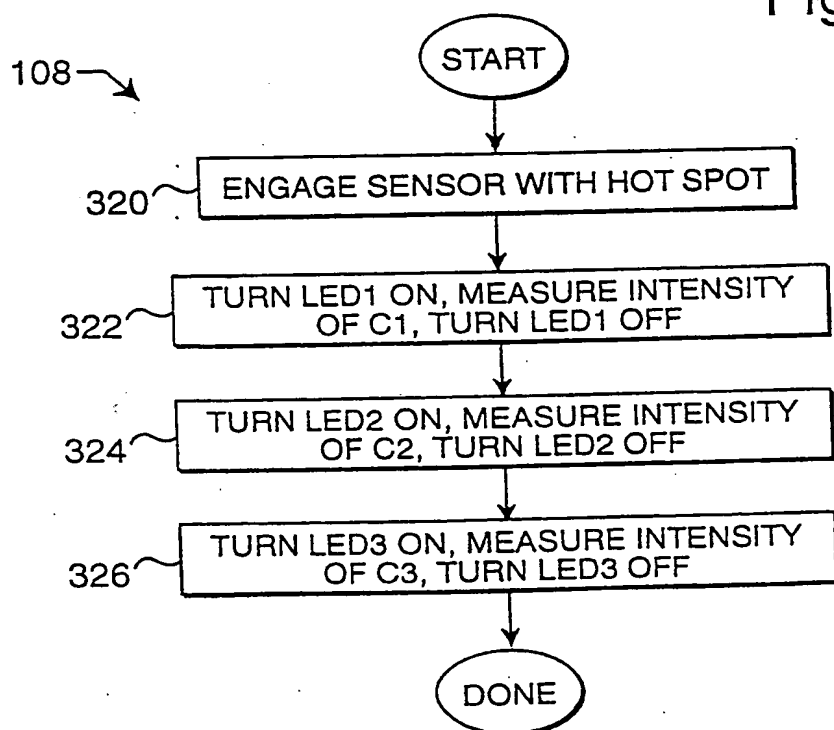 Fig
START
108
ENGAGE SENSOR WITH HOT SPOT
320
TURN LED1 ON, MEASURE INTENSITY
OF C1, TURN LED1 OFF
322
TURN LED2 ON, MEASURE INTENSITY
OF C2, TURN LED2 OFF
324
TURN LED3 ON, MEASURE INTENSITY
OF C3, TURN LED3 OFF
326
DONE